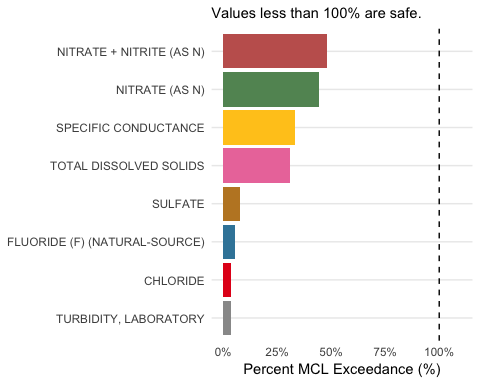 Values less than 100% are safe.
NITRATE + NITRITE (AS N)
NITRATE (AS N)
SPECIFIC CONDUCTANCE
TOTAL DISSOLVED SOLIDS
SULFATE
FLUORIDE (F) (NATURAL-SOURCE)
CHLORIDE
TURBIDITY, LABORATORY
0% 25% 50% 75% 100%
Percent MCL Exceedance (%)